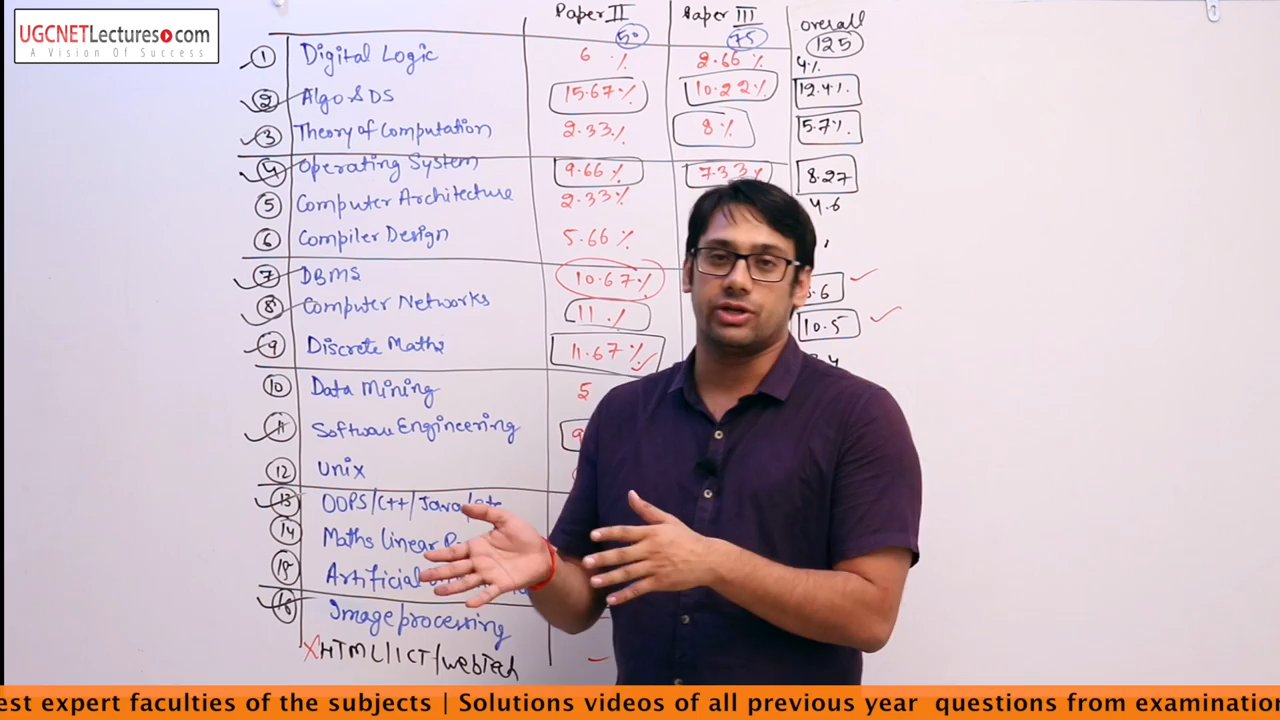 UGCNETLectures.com
A Vision Of Success
Paper II Paper III overall
50 75 125
1 Digital Logic 6 % 2.66 % 4%
2 Algo & DS 15.67% 10.22% 12.4%
3 Theory of Computation 2.33% 8% 5.7%
4 Operating System 9.66% 7.33% 8.27
5 Computer Architecture 2.33% 4.6
6 Compiler Design 5.66%
7 DBMS 10.67% .6
8 Computer Networks 11 % 10.5
9 Discrete Maths 11.67% .4
10 Data Mining 5
11 Software Engineering 9
12 Unix
13 OOPS/C++/Java/etc
14 Maths linear P
15 Artificial
16 Image processing
X HTML/ICT/WebTech
est expert faculties of the subjects | Solutions videos of all previous year questions from examination